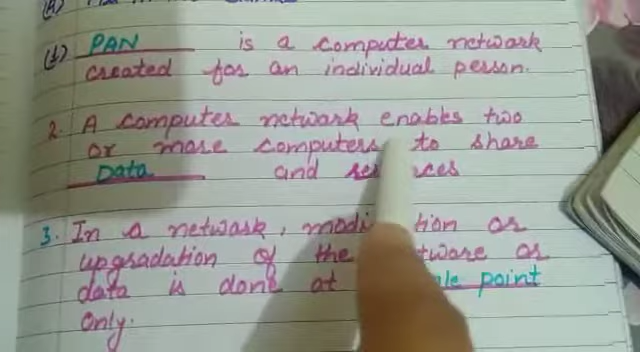 (1) PAN is a computer network
created for an individual person.
2. A computer network enables two
or more computers to share
Data and
3. In a network, or
upgradation of the or
data is done at point
only.